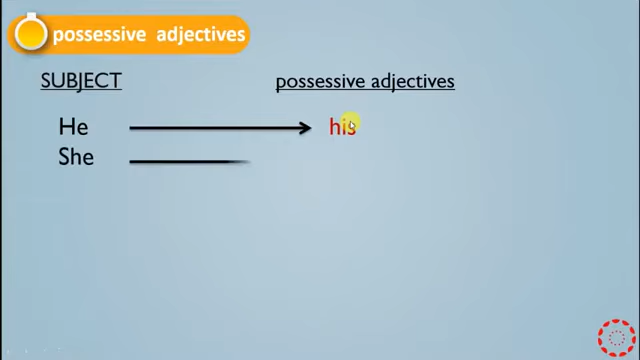 possessive adjectives
SUBJECT possessive adjectives
He his
She